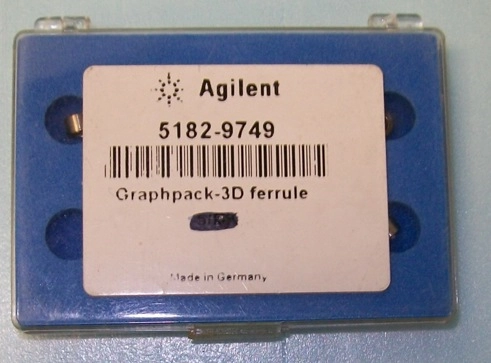 Agilent
5182-9749
Graphpack-3D ferrule
Made in Germany